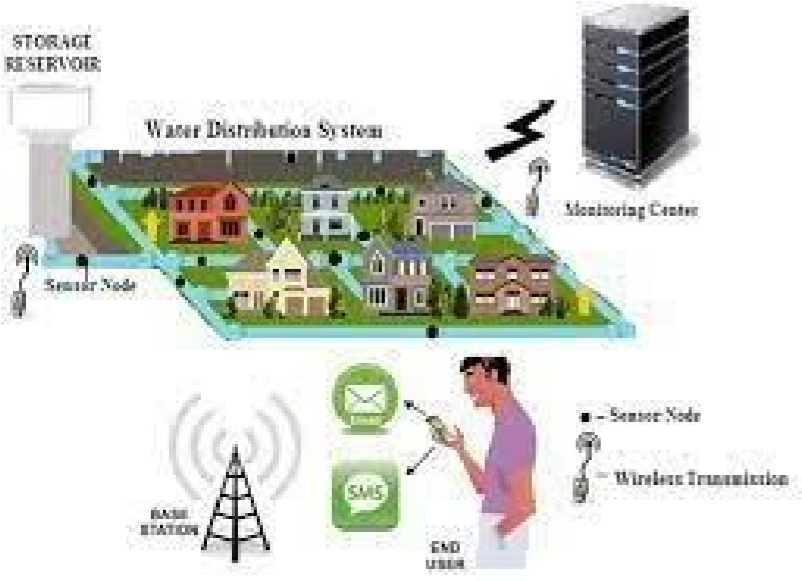 STORAGE
RESERVOIR
Water Distribution System
Monitoring Center
Sensor Node
SMS
BASE
STATION
END
USER
- Sensor Node
- Wireless Transmission